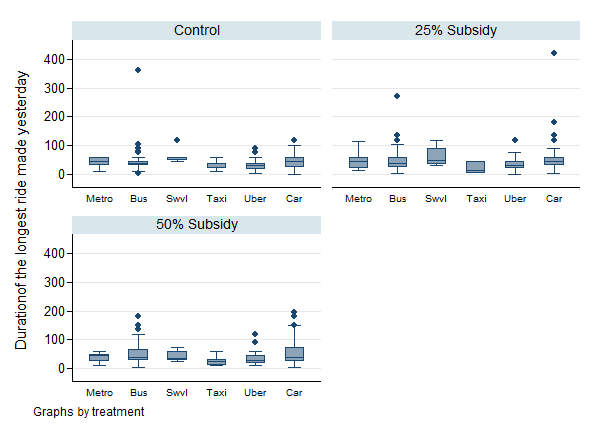 Control
25% Subsidy
Durationof the longest ride made yesterday
400
300
200
100
0
Metro Bus Swvl Taxi Uber Car
Metro Bus Swvl Taxi Uber Car
50% Subsidy
400
300
200
100
0
Metro Bus Swvl Taxi Uber Car
Graphs by treatment